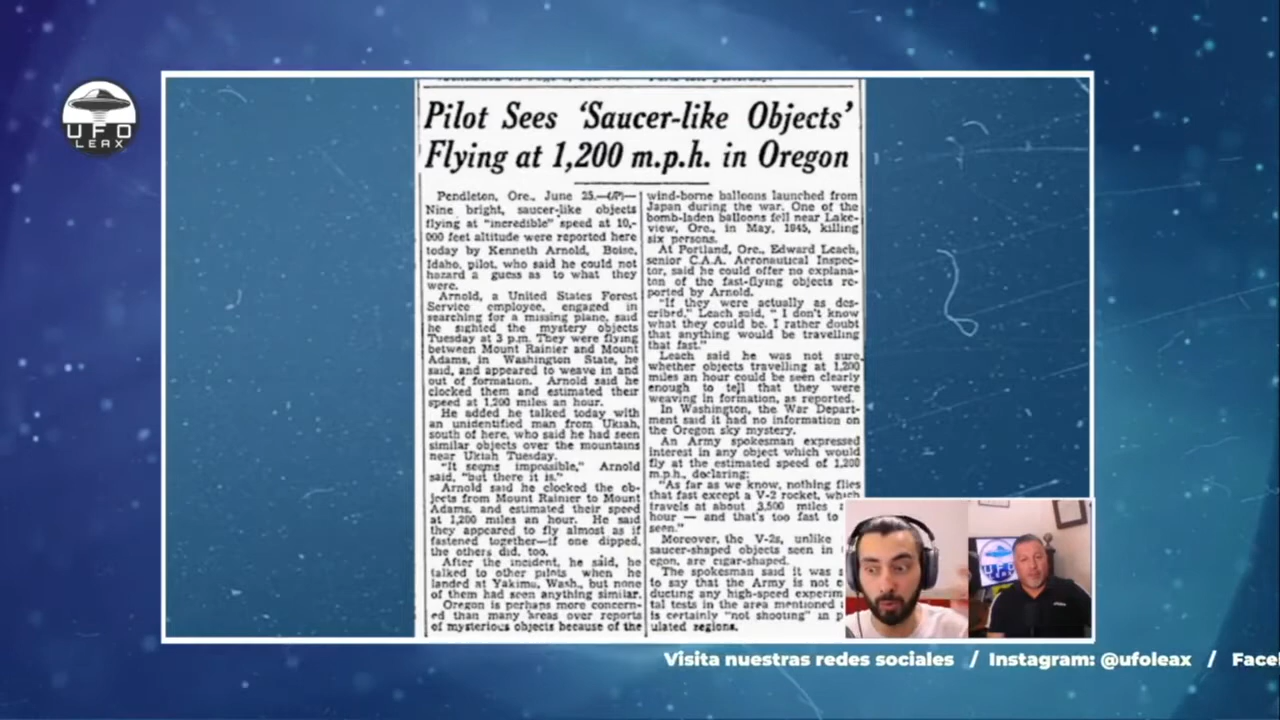 UFO
LEAX
Pilot Sees ‘Saucer-like Objects’
Flying at 1,200 m.p.h. in Oregon
Pendleton, Ore., June 25.—(P)—
Nine bright, saucer-like objects
flying at "incredible" speed at 10,-
000 feet altitude were reported here
today by Kenneth Arnold, Boise,
Idaho, pilot, who said he could not
hazard a guess as to what they
were.
Arnold, a United States Forest
Service employee, engaged in
searching for a missing plane, said
he sighted the mystery objects
Tuesday at 3 p.m. They were flying
between Mount Rainier and Mount
Adams, in Washington State, he
said, and appeared to weave in and
out of formation. Arnold said he
clocked them and estimated their
speed at 1,200 miles an hour.
He added he talked today with
an unidentified man from Ukiah,
south of here, who said he had seen
similar objects over the mountains
near Ukiah Tuesday.
"It seems impossible," Arnold
said, "but there it is."
Arnold said he clocked the ob-
jects from Mount Rainier to Mount
Adams, and estimated their speed
at 1,200 miles an hour. He said
they appeared to fly almost as if
fastened together—if one dipped,
the others did, too.
After the incident, he said, he
talked to other pilots when he
landed at Yakima, Wash., but none
of them had seen anything similar.
Oregon is perhaps more concern-
ed than many areas over reports
of mysterious objects because of the
wind-borne balloons launched from
Japan during the war. One of the
bomb-laden balloons fell near Lake-
view, Ore., in May, 1945, killing
six persons.
At Portland, Ore., Edward Leach,
senior C.A.A. Aeronautical Inspec-
tor, said he could offer no explana-
ton of the fast-flying objects re-
ported by Arnold.
"If they were actually as des-
cribed," Leach said, " I don't know
what they could be. I rather doubt
that anything would be travelling
that fast."
Leach said he was not sure
whether objects travelling at 1,200
miles an hour could be seen clearly
enough to tell that they were
weaving in formation, as reported.
In Washington, the War Depart-
ment said it had no information on
the Oregon sky mystery.
An Army spokesman expressed
interest in any object which would
fly at the estimated speed of 1,200
m.p.h., declaring:
"As far as we know, nothing flies
that fast except a V-2 rocket, which
travels at about 3,500 miles
hour — and that's too fast to
seen."
Moreover, the V-2s, unlike
saucer-shaped objects seen in
egon, are cigar-shaped.
The spokesman said it was
to say that the Army is not
ducting any high-speed experim
tal tests in the area mentioned
is certainly "not shooting" in p
ulated regions.
UFO
Visita nuestras redes sociales / Instagram: @ufoleax / Face